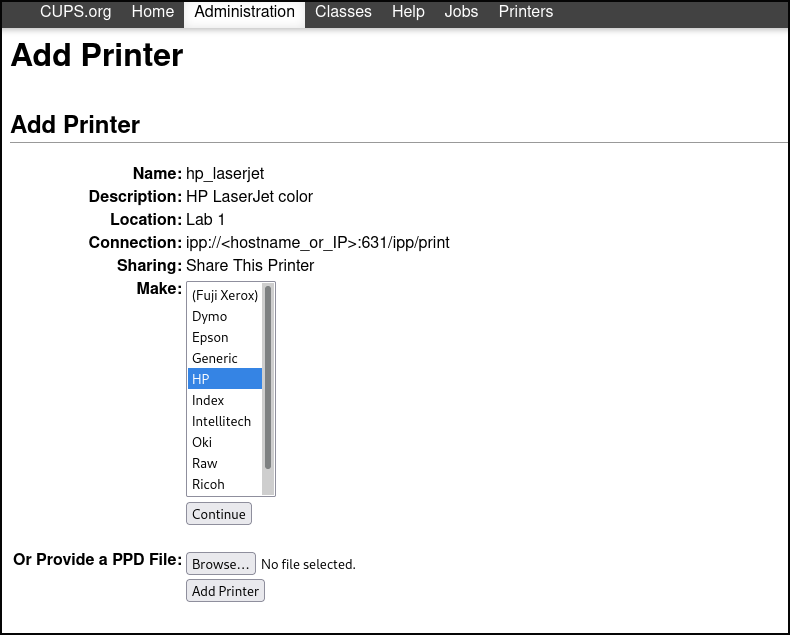 CUPS.org Home Administration Classes Help Jobs Printers
Add Printer
Add Printer
Name: hp_laserjet
Description: HP LaserJet color
Location: Lab 1
Connection: ipp://<hostname_or_IP>:631/ipp/print
Sharing: Share This Printer
Make:
(Fuji Xerox)
Dymo
Epson
Generic
HP
Index
Intellitech
Oki
Raw
Ricoh
Continue
Or Provide a PPD File: Browse... No file selected.
Add Printer